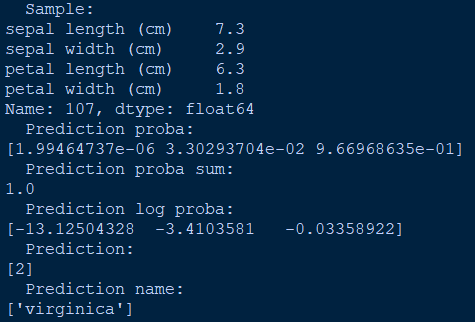 Sample:
sepal length (cm)    7.3
sepal width (cm)     2.9
petal length (cm)    6.3
petal width (cm)     1.8
Name: 107, dtype: float64
Prediction proba:
[1.99464737e-06 3.30293704e-02 9.66968635e-01]
Prediction proba sum:
1.0
Prediction log proba:
[-13.12504328  -3.4103581   -0.03358922]
Prediction:
[2]
Prediction name:
['virginica']